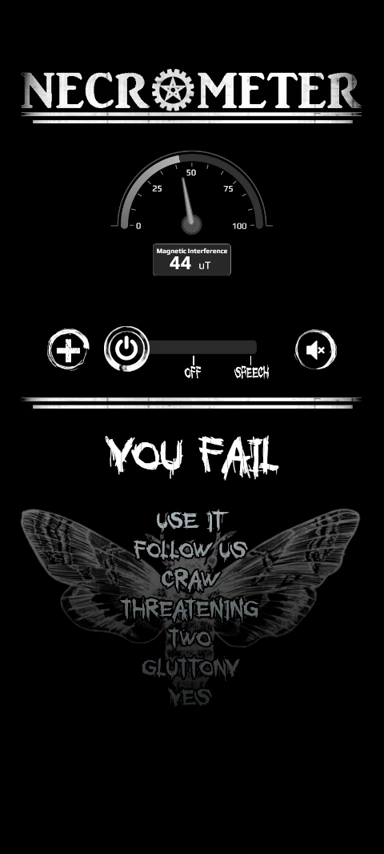 NECROMETER
0
25
50
75
100
Magnetic Interference
44 uT
OFF SPEECH
YOU FAIL
USE IT
FOLLOW US
CRAW
THREATENING
TWO
GLUTTONY
YES